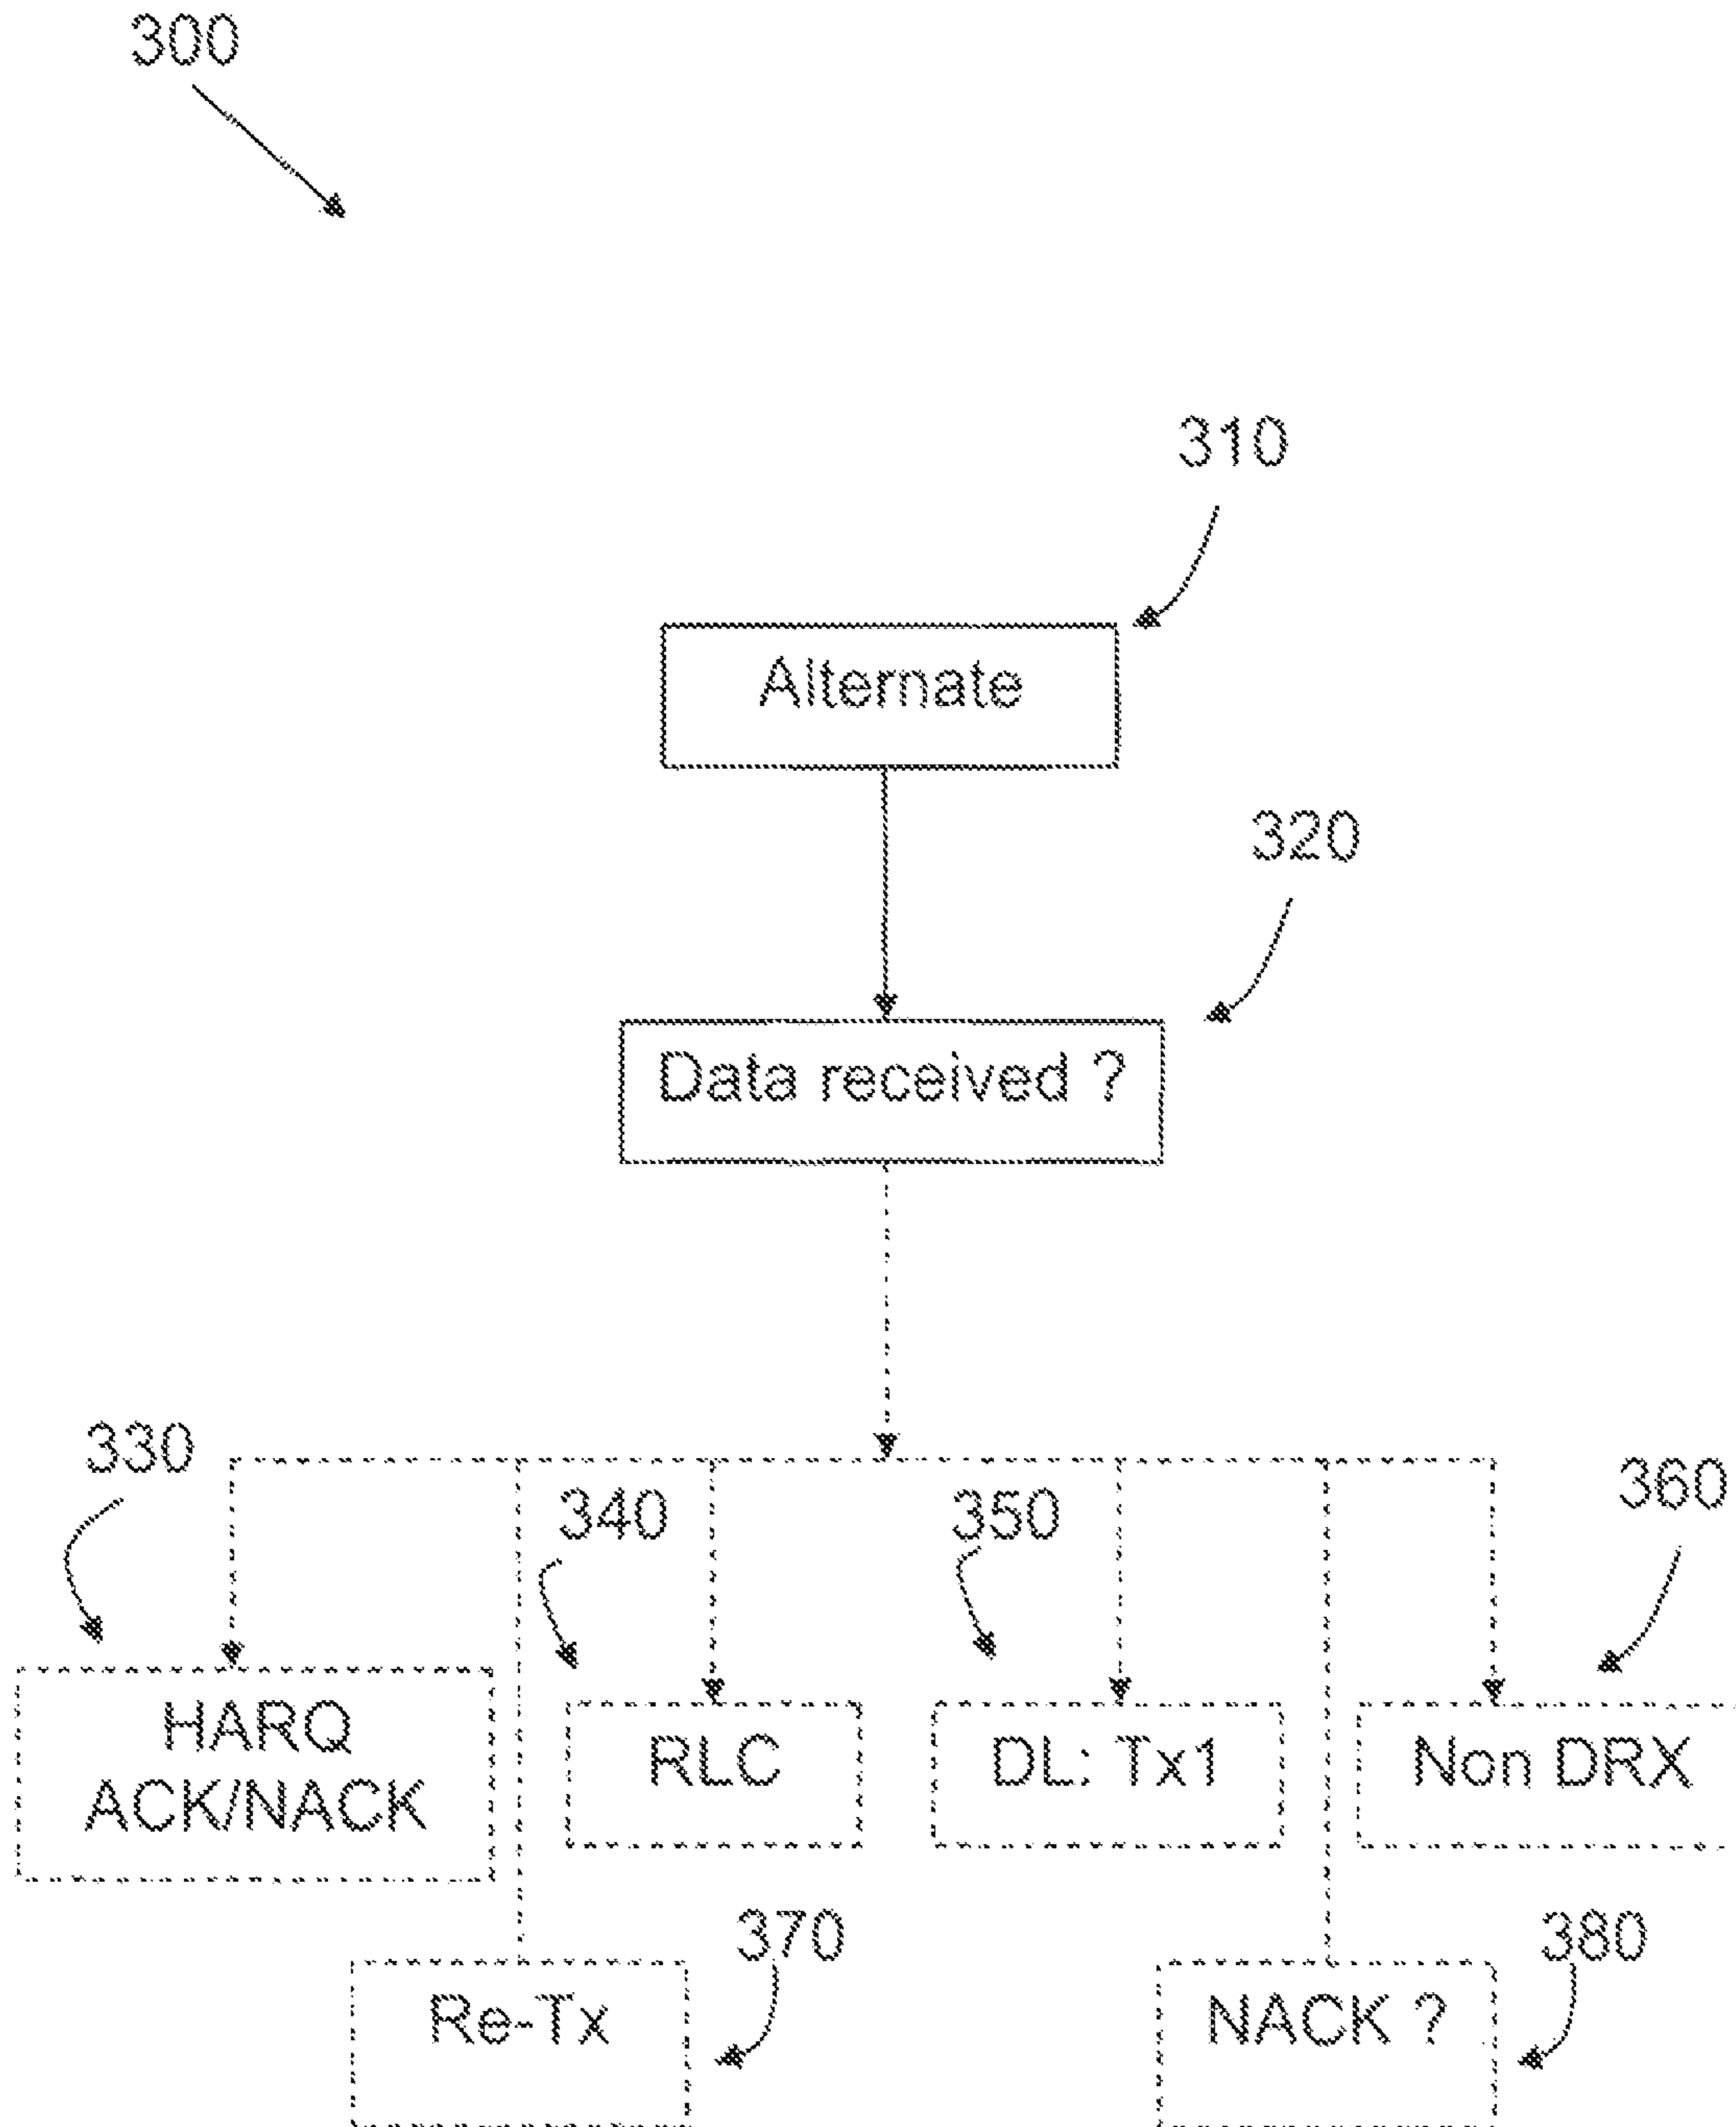 300
310
Alternate
320
Data received ?
330
340
350
360
HARQ
ACK/NACK
RLC
DL: Tx1
Non DRX
370
380
Re-Tx
NACK ?